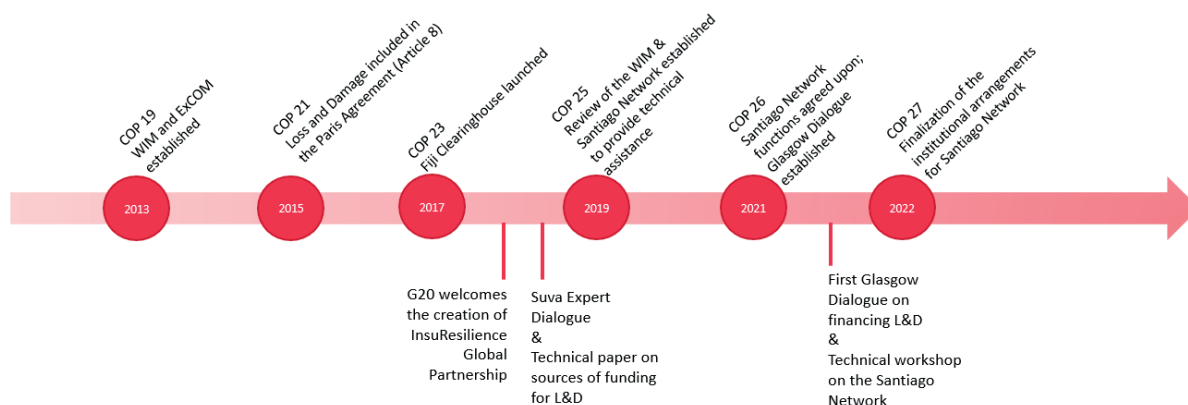 COP 19
WIM and ExCOM
established
COP 21
Loss and Damage included in
the Paris Agreement (Article 8)
COP 23
Fiji Clearinghouse launched
COP 25
Review of the WIM &
Santiago Network established
to provide technical
assistance
COP 26
Santiago Network
functions agreed upon;
Glasgow Dialogue
established
COP 27
Finalization of the
institutional arrangements
for Santiago Network
2013
2015
2017
2019
2021
2022
G20 welcomes
the creation of
InsuResilience
Global
Partnership
Suva Expert
Dialogue
&
Technical paper on
sources of funding
for L&D
First Glasgow
Dialogue on
financing L&D
&
Technical workshop
on the Santiago
Network